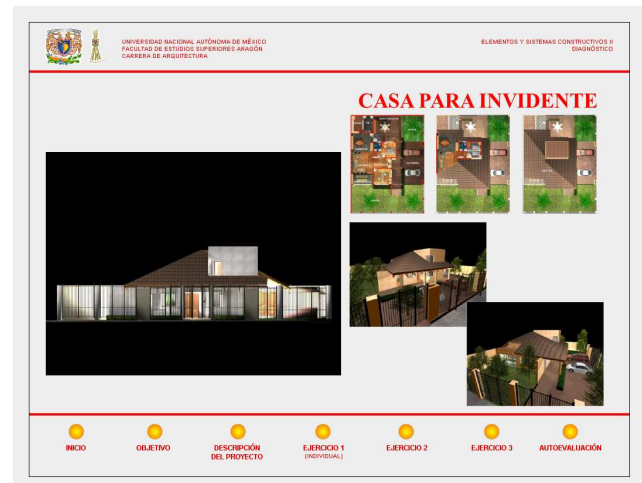 UNIVERSIDAD NACIONAL AUTÓNOMA DE MÉXICO
FACULTAD DE ESTUDIOS SUPERIORES ARAGÓN
CARRERA DE ARQUITECTURA
ELEMENTOS Y SISTEMAS CONSTRUCTIVOS II
DIAGNÓSTICO
CASA PARA INVIDENTE
INICIO
OBJETIVO
DESCRIPCIÓN
DEL PROYECTO
EJERCICIO 1
(INDIVIDUAL)
EJERCICIO 2
EJERCICIO 3
AUTOEVALUACIÓN